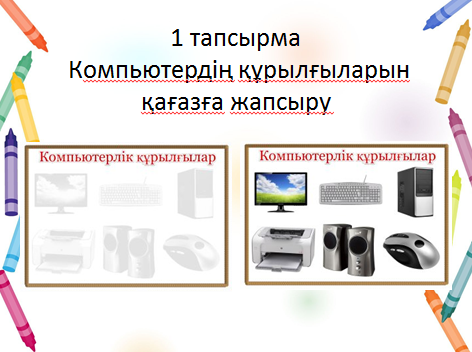 1 тапсырма
Компьютердің құрылғыларын
қағазға жапсыру
Компьютерлік құрылғылар
Компьютерлік құрылғылар